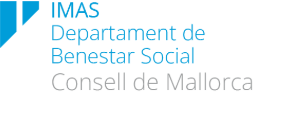 IMAS
Departament de
Benestar Social
Consell de Mallorca